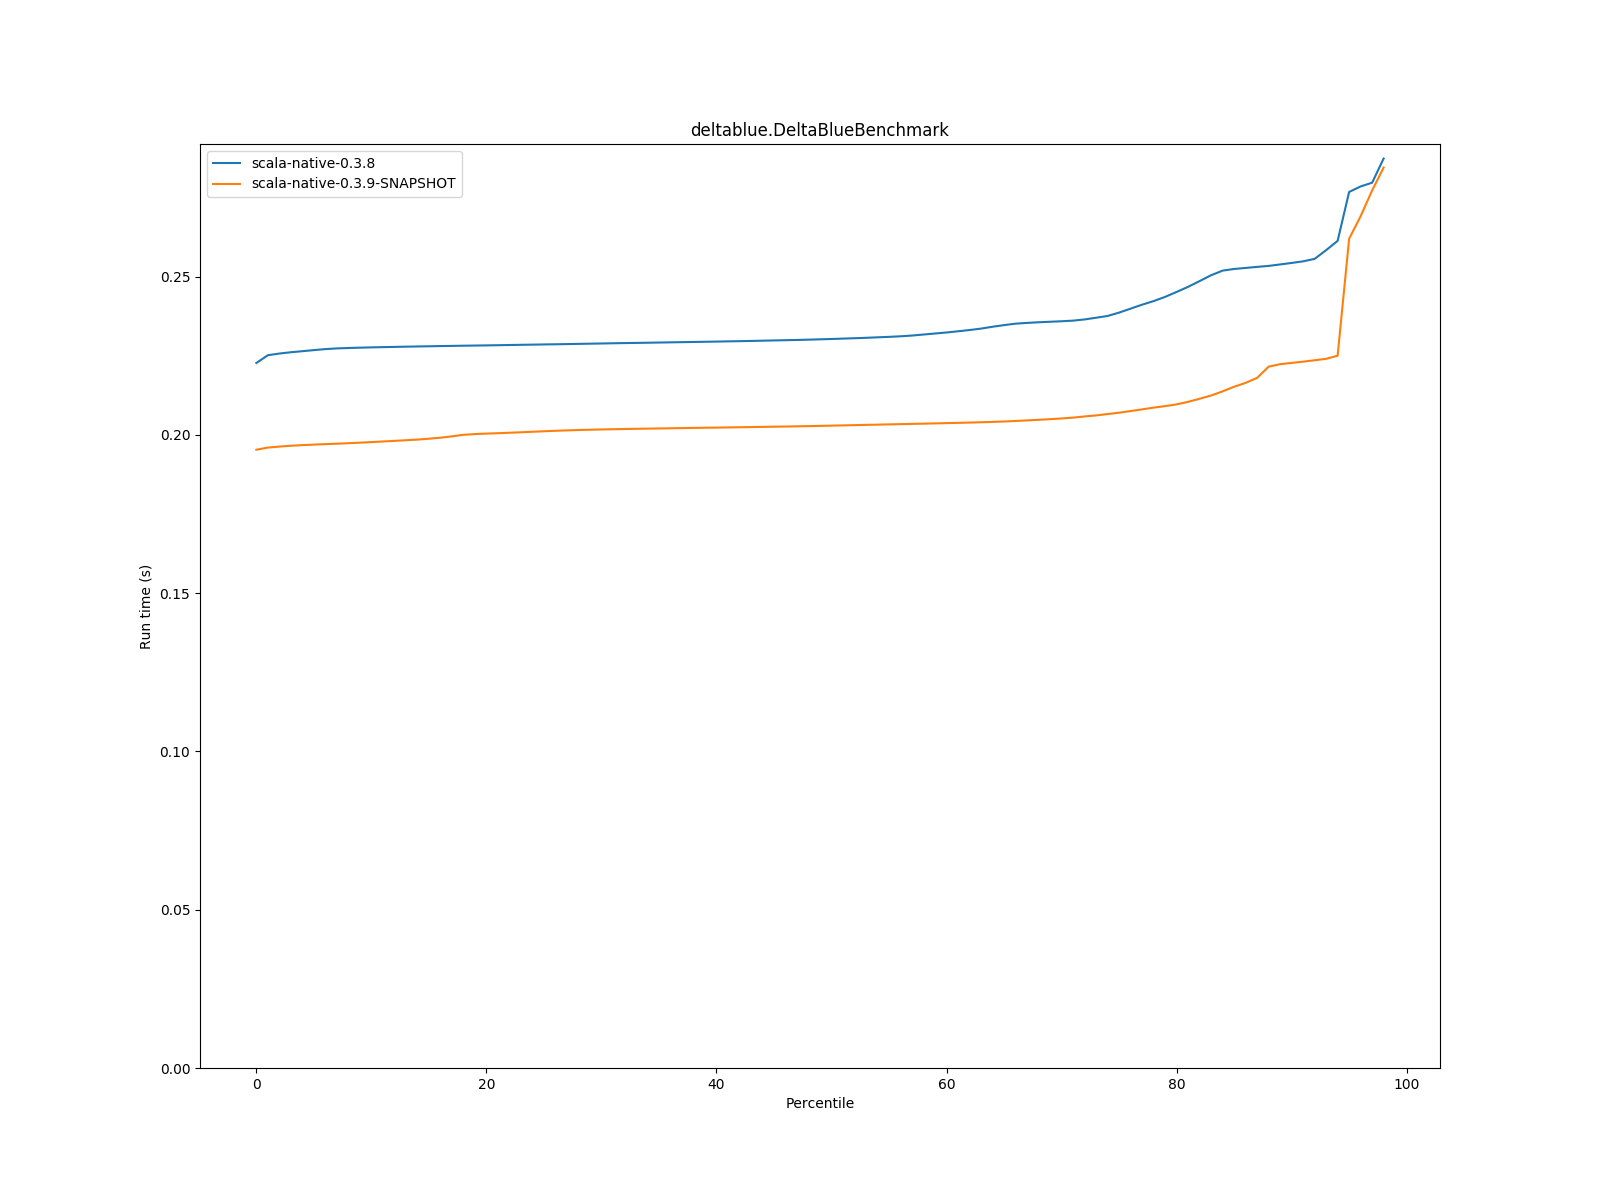 deltablue.DeltaBlueBenchmark
scala-native-0.3.8
scala-native-0.3.9-SNAPSHOT
0.25
0.20
0.15
0.10
0.05
0.00
Run time (s)
0 20 40 60 80 100
Percentile